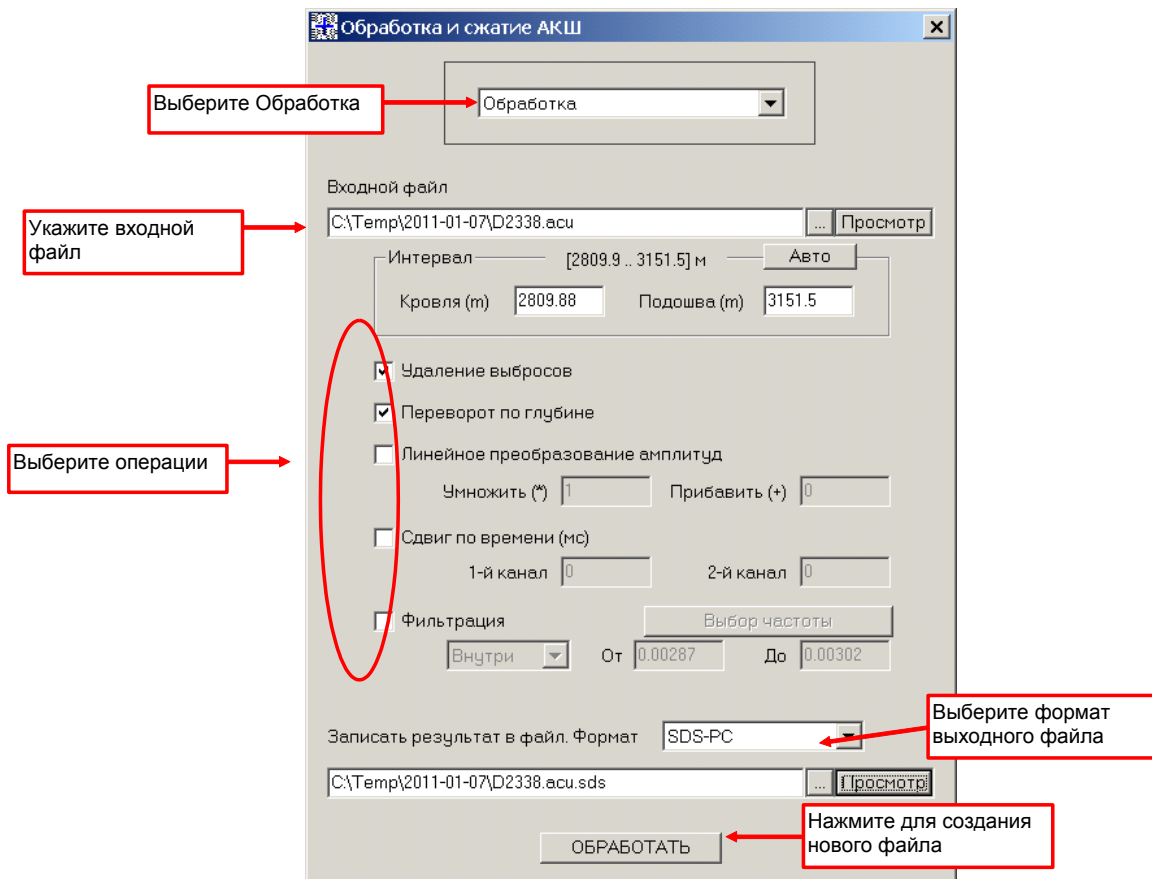 Обработка и сжатие АКШ
Выберите Обработка
Обработка
Входной файл
Укажите входной
файл
C:\Temp\2011-01-07\D2338.acu
... Просмотр
Интервал [2809.9 .. 3151.5] м Авто
Кровля (m) 2809.88 Подошва (m) 3151.5
Удаление выбросов
Переворот по глубине
Выберите операции
Линейное преобразование амплитуд
Умножить (*) 1 Прибавить (+) 0
Сдвиг по времени (мс)
1-й канал 0 2-й канал 0
Фильтрация Выбор частоты
Внутри От 0.00287 До 0.00302
Выберите формат
выходного файла
Записать результат в файл. Формат SDS-PC
C:\Temp\2011-01-07\D2338.acu.sds ... Просмотр
Нажмите для создания
нового файла
ОБРАБОТАТЬ